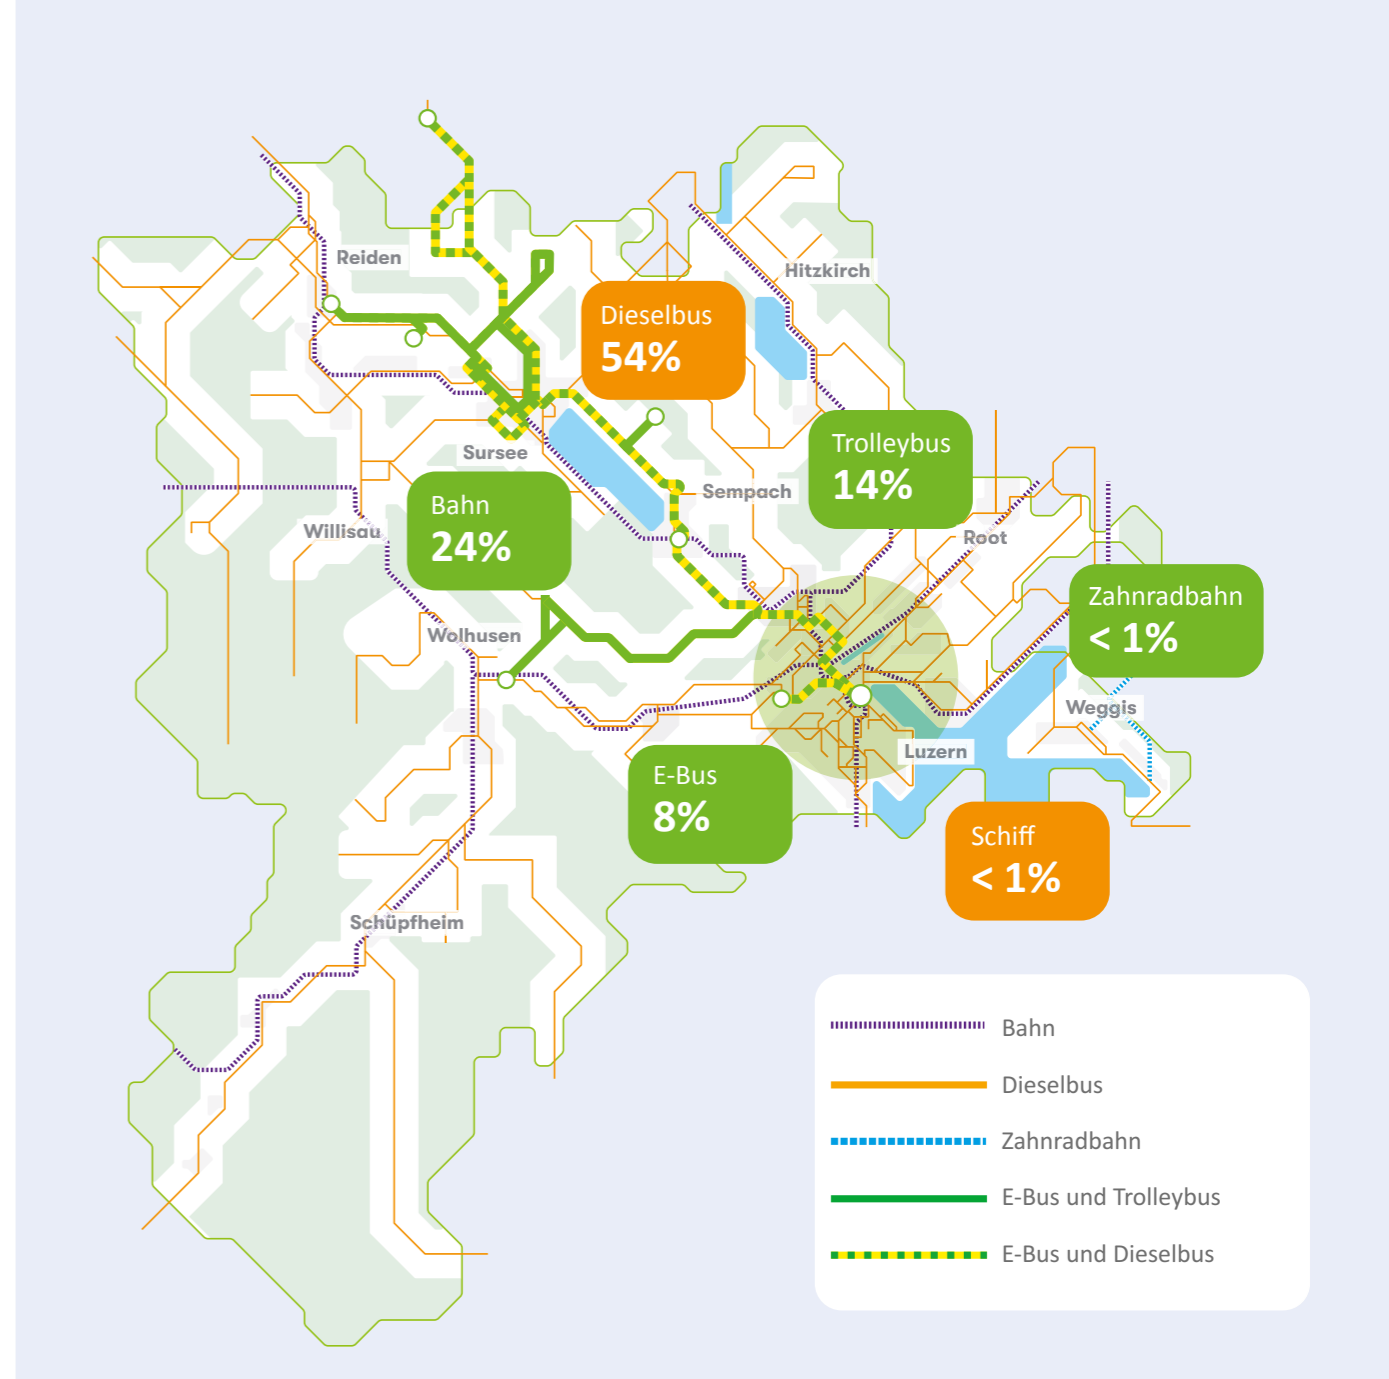 Reiden
Hitzkirch
Dieselbus
54%
Trolleybus
14%
Sursee
Sempach
Bahn
24%
Willisau
Root
Zahnradbahn
< 1%
Wolhusen
Weggis
Luzern
E-Bus
8%
Schiff
< 1%
Schüpfheim
Bahn
Dieselbus
Zahnradbahn
E-Bus und Trolleybus
E-Bus und Dieselbus